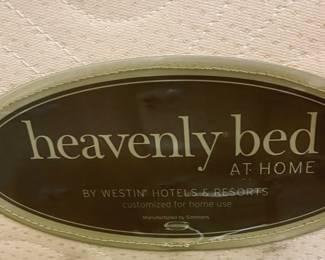 heavenly bed
AT HOME
BY WESTIN® HOTELS & RESORTS
customized for home use
Manufactured by Simmons